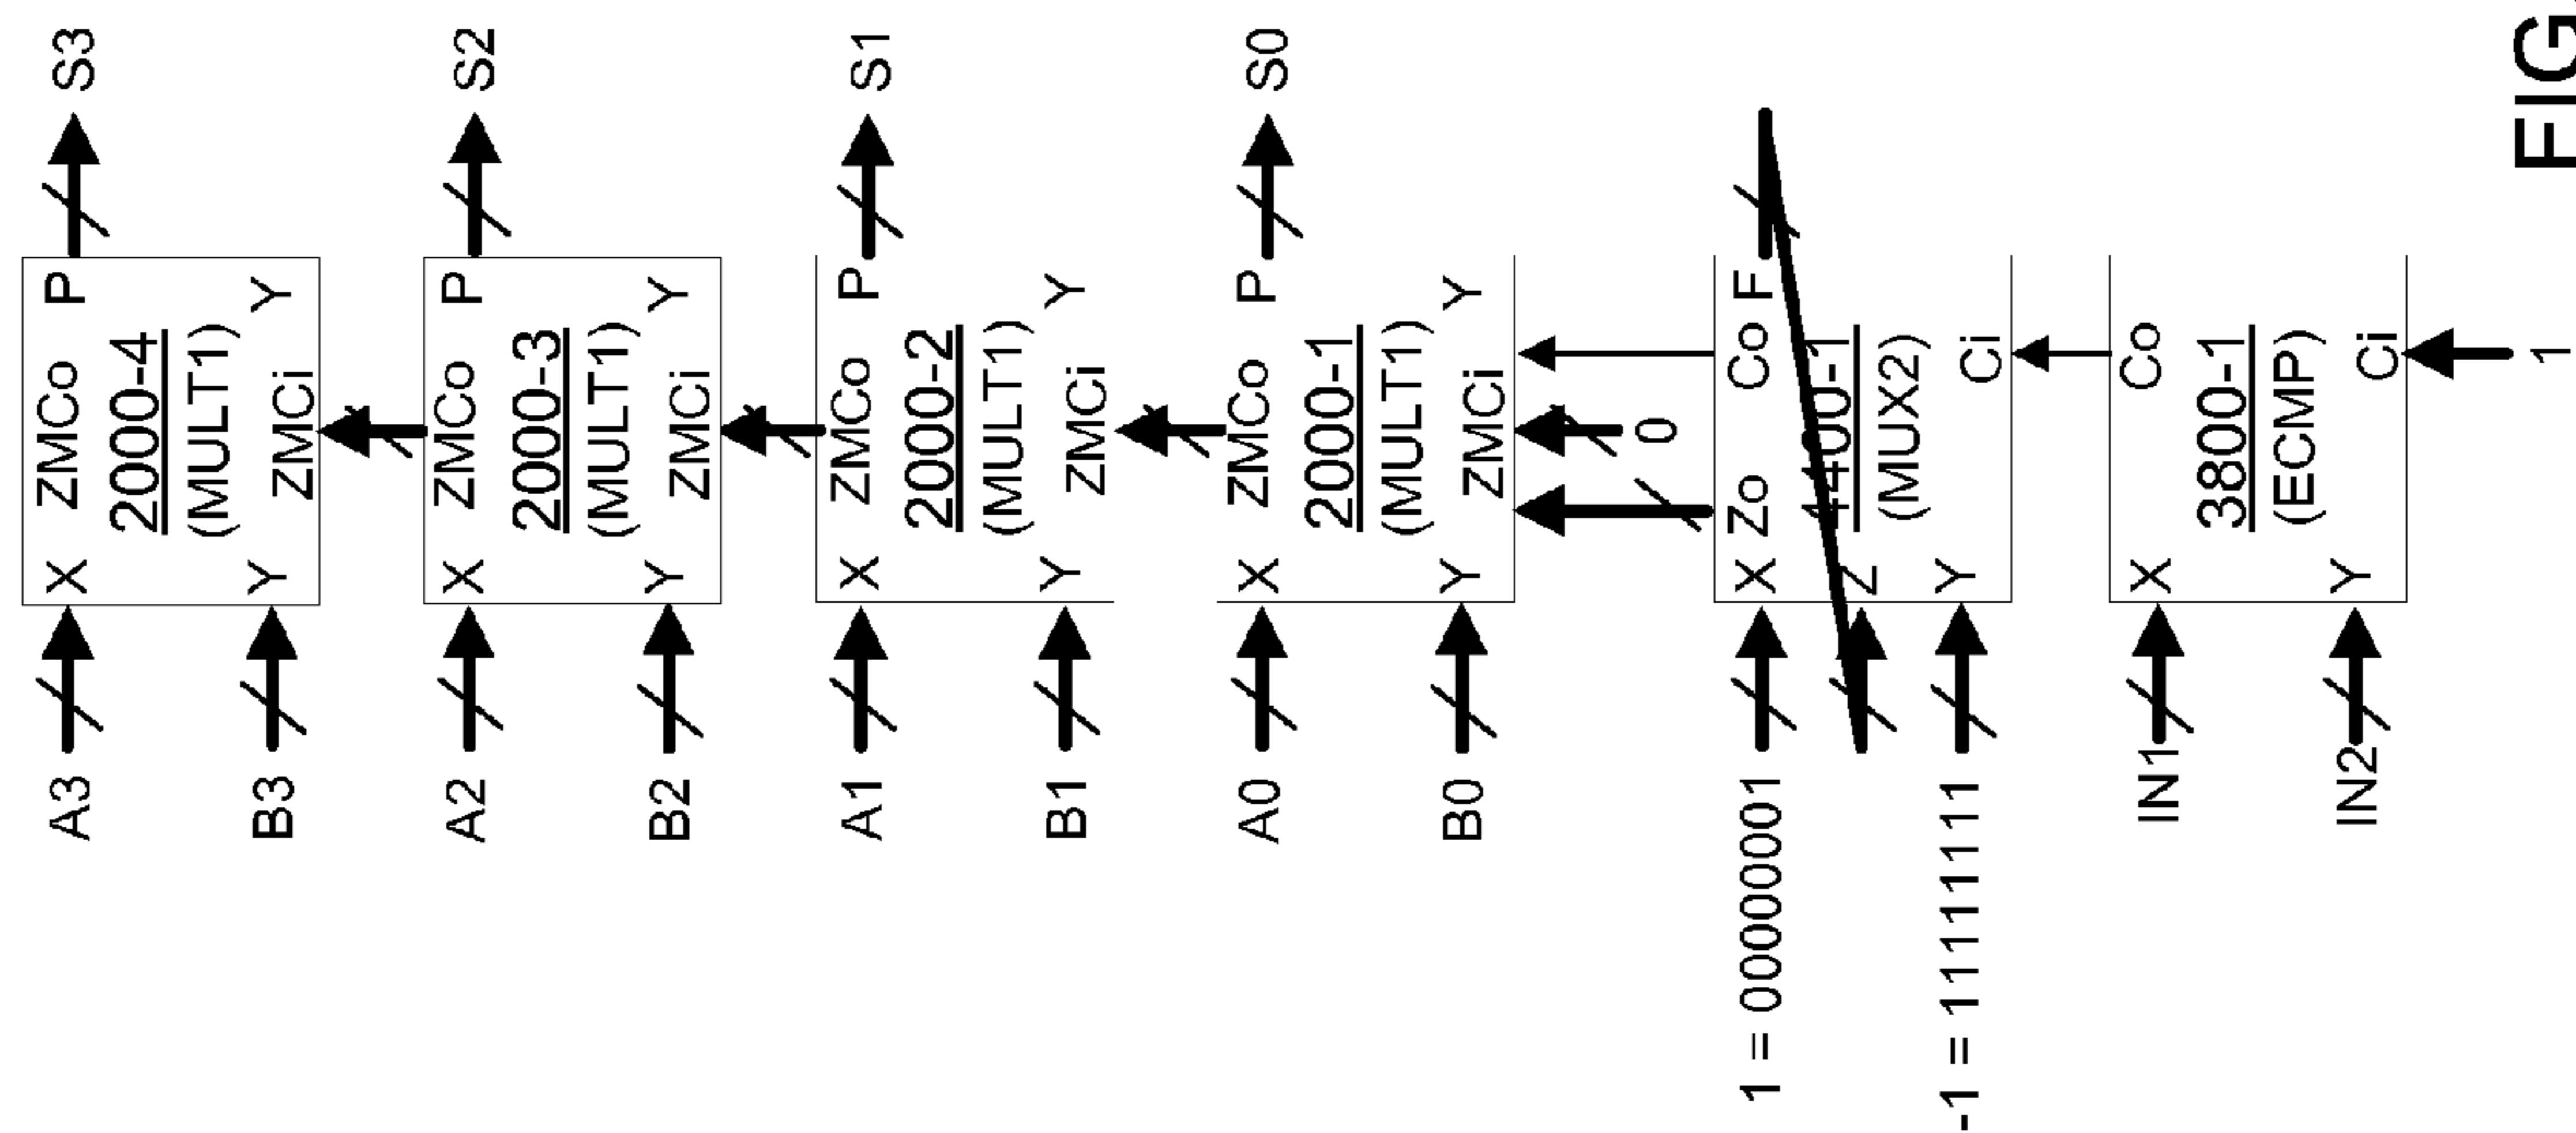 A3
X ZMCo P
S3
2000-4
(MULT1)
B3
Y ZMCi Y
A2
X ZMCo P
S2
2000-3
(MULT1)
B2
Y ZMCi Y
A1
X ZMCo P
S1
2000-2
(MULT1)
B1
Y ZMCi Y
A0
X ZMCo P
S0
2000-1
(MULT1)
B0
Y ZMCi Y
0
1 = 00000001
X Zo Co F
4400-1
Z
(MUX2)
-1 = 11111111
Y Ci
IN1
X Co
3800-1
(ECMP)
IN2
Y Ci
1
FIG.